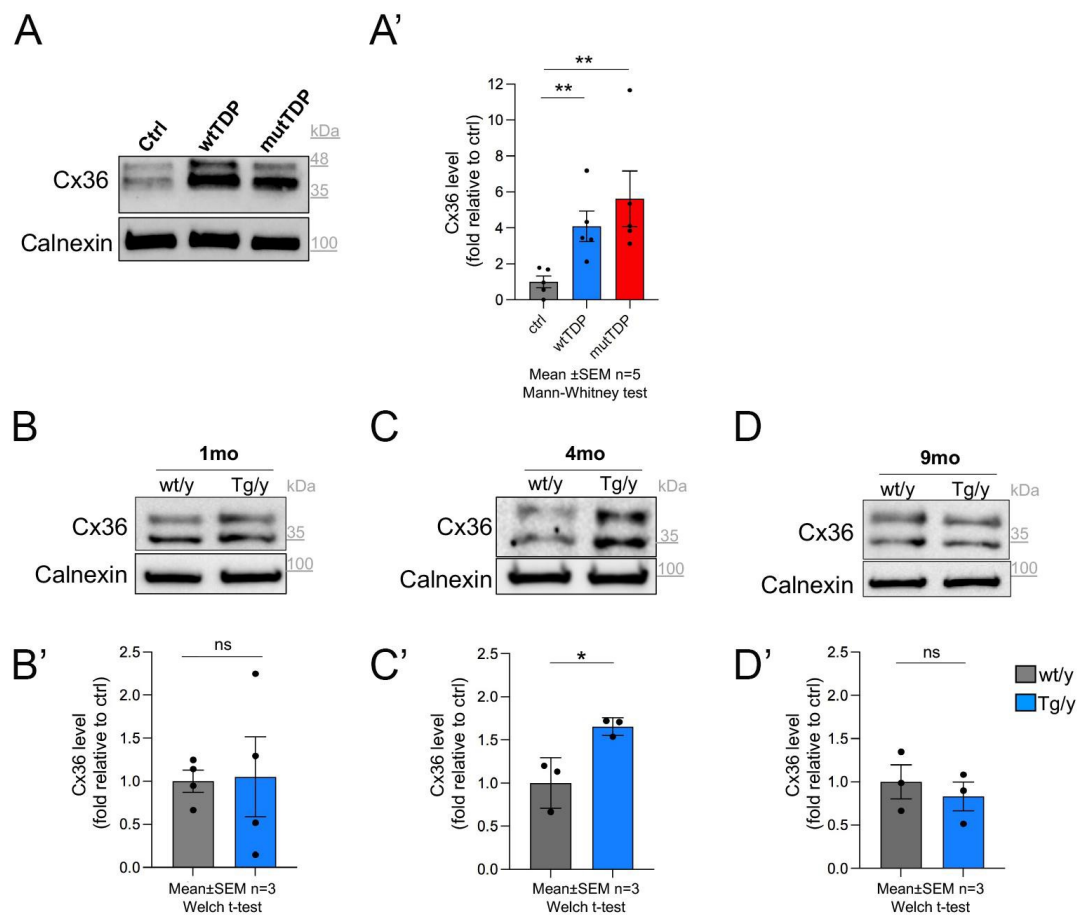 A
Ctrl
wtTDP
mutTDP
kDa
Cx36
48
35
Calnexin
100
A'
**
**
12
10
8
6
4
2
0
Cx36 level
(fold relative to ctrl)
ctrl
wtTDP
mutTDP
Mean ±SEM n=5
Mann-Whitney test
B
1mo
wt/y Tg/y
kDa
Cx36
35
Calnexin
100
C
4mo
wt/y Tg/y
kDa
Cx36
35
Calnexin
100
D
9mo
wt/y Tg/y
kDa
Cx36
35
Calnexin
100
B'
ns
2.5
2.0
1.5
1.0
0.5
0.0
Cx36 level
(fold relative to ctrl)
Mean±SEM n=3
Welch t-test
C'
*
2.5
2.0
1.5
1.0
0.5
0.0
Cx36 level
(fold relative to ctrl)
Mean±SEM n=3
Welch t-test
D'
ns
2.5
2.0
1.5
1.0
0.5
0.0
Cx36 level
(fold relative to ctrl)
Mean±SEM n=3
Welch t-test
wt/y
Tg/y